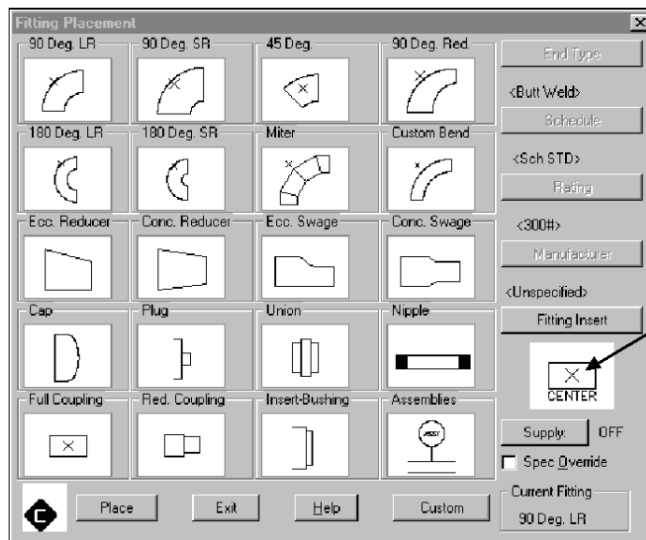 Fitting Placement
90 Deg. LR 90 Deg. SR 45 Deg. 90 Deg. Red. End Type
<Butt Weld>
Schedule
180 Deg. LR 180 Deg. SR Miter Custom Bend
<Sch STD>
Rating
Ecc. Reducer Conc. Reducer Ecc. Swage Conc. Swage <300#>
Manufacturer
<Unspecified>
Cap Plug Union Nipple Fitting Insert
CENTER
Full Coupling Red. Coupling Insert-Bushing Assemblies
Supply: OFF
Spec Override
Current Fitting
C Place Exit Help Custom
90 Deg. LR